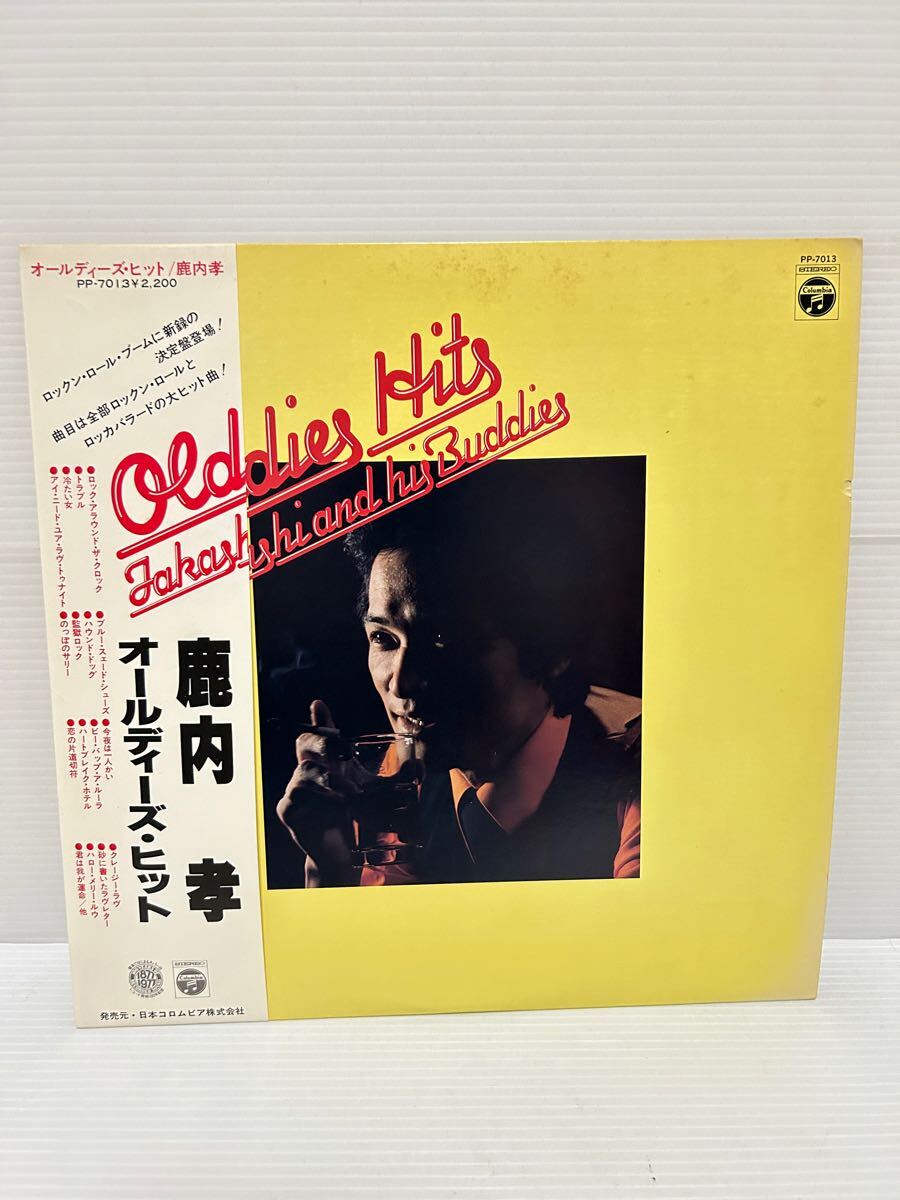 オールディーズ・ヒット/鹿内孝
PP-7013¥2,200
ロックン・ロール・ブームに新録の
決定盤登場!
曲目は全部ロックン・ロールと
ロッカバラードの大ヒット曲!
Olddies Hits
Takashi and his Buddies
●ロック・アラウンド・ザ・クロック
●トラブル
●冷たい女
●アイ・ニード・ユア・ラヴ・トゥナイト
●ブルー・スェード・シューズ
●ハウンド・ドッグ
●監獄ロック
●のっぽのサリー
●今夜は一人かい
●ビー・バップ・ア・ルーラ
●ハートブレイク・ホテル
●恋の片道切符
●クレージー・ラヴ
●砂に書いたラヴレター
●ハロー・メリー・ルウ
●君は我が運命/他
鹿内 孝
オールディーズ・ヒット
1877
1977
STEREO
Columbia
発売元・日本コロムビア株式会社
PP-7013
STEREO
Columbia